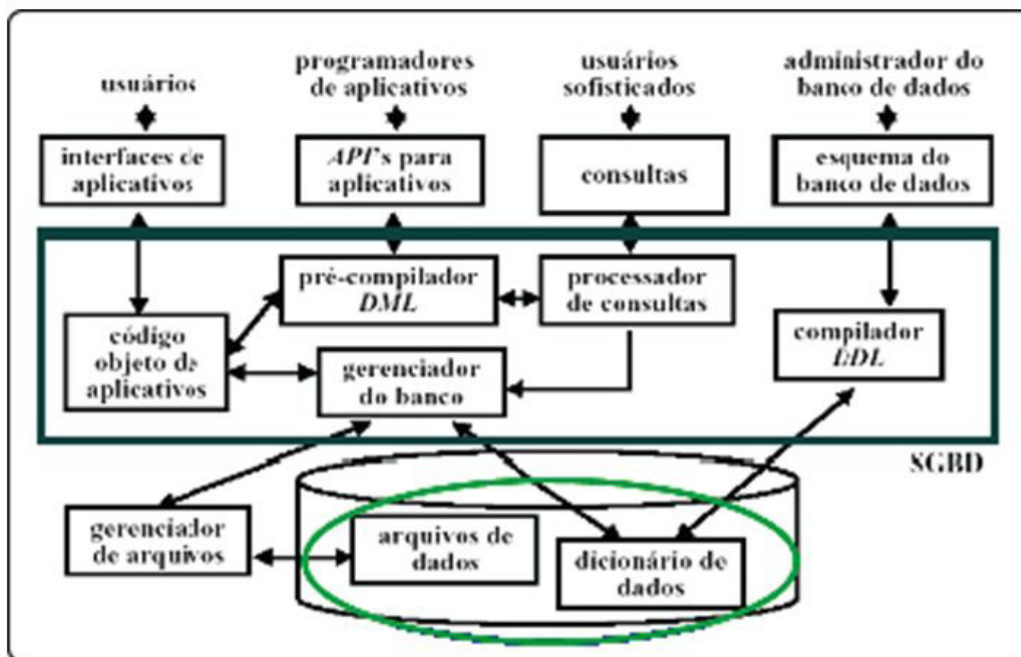 usuários
programadores
de aplicativos
usuários
sofisticados
administrador do
banco de dados
interfaces de
aplicativos
API's para
aplicativos
consultas
esquema do
banco de dados
pré-compilador
DML
processador
de consultas
código
objeto de
aplicativos
gerenciador
do banco
compilador
DDL
SGBD
gerenciador
de arquivos
arquivos de
dados
dicionário de
dados